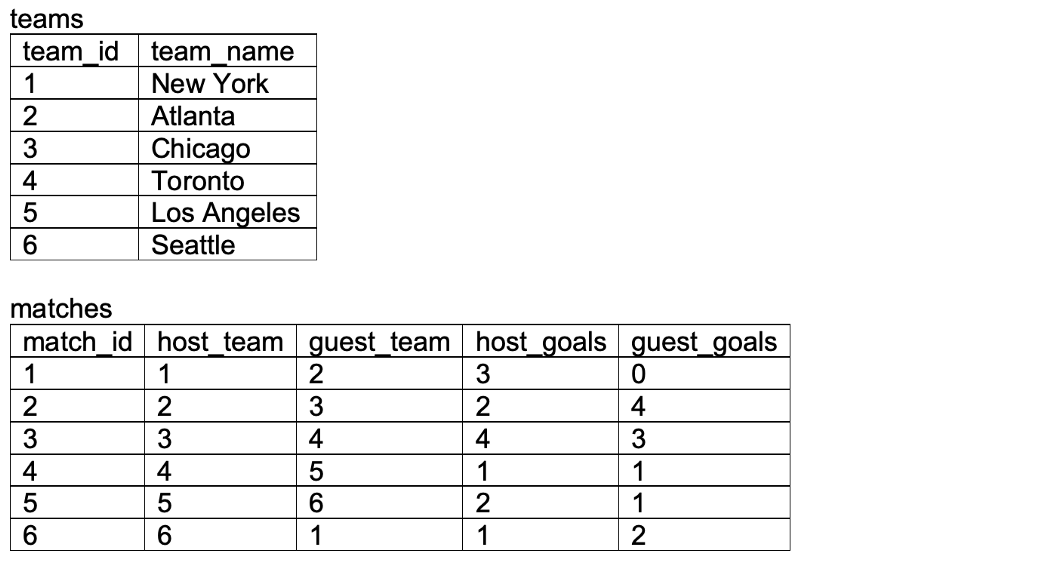 teams
team_id team_name
1 New York
2 Atlanta
3 Chicago
4 Toronto
5 Los Angeles
6 Seattle
matches
match_id host_team guest_team host_goals guest_goals
1 1 2 3 0
2 2 3 2 4
3 3 4 4 3
4 4 5 1 1
5 5 6 2 1
6 6 1 1 2